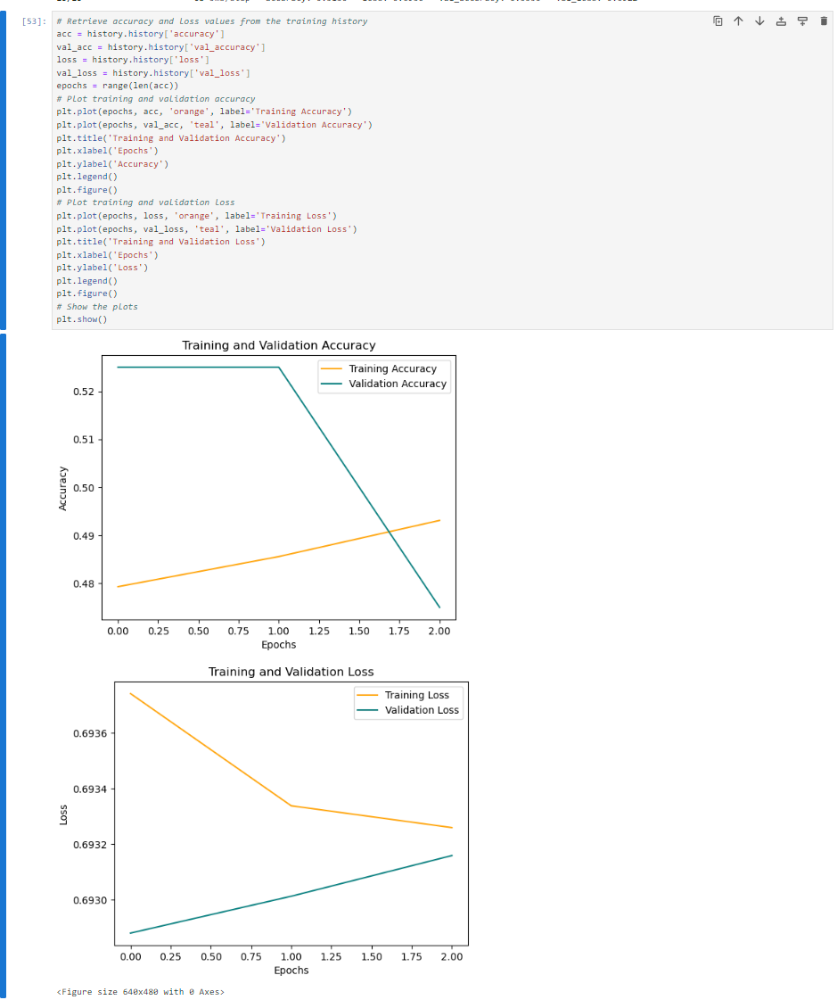 [53]:
# Retrieve accuracy and loss values from the training history
acc = history.history['accuracy']
val_acc = history.history['val_accuracy']
loss = history.history['loss']
val_loss = history.history['val_loss']
epochs = range(len(acc))
# Plot training and validation accuracy
plt.plot(epochs, acc, 'orange', label='Training Accuracy')
plt.plot(epochs, val_acc, 'teal', label='Validation Accuracy')
plt.title('Training and Validation Accuracy')
plt.xlabel('Epochs')
plt.ylabel('Accuracy')
plt.legend()
plt.figure()
# Plot training and validation loss
plt.plot(epochs, loss, 'orange', label='Training Loss')
plt.plot(epochs, val_loss, 'teal', label='Validation Loss')
plt.title('Training and Validation Loss')
plt.xlabel('Epochs')
plt.ylabel('Loss')
plt.legend()
plt.figure()
# Show the plots
plt.show()
Training and Validation Accuracy
Training Accuracy
Validation Accuracy
0.52
0.51
0.50
0.49
0.48
Accuracy
0.00 0.25 0.50 0.75 1.00 1.25 1.50 1.75 2.00
Epochs
Training and Validation Loss
Training Loss
Validation Loss
0.6936
0.6934
0.6932
0.6930
Loss
0.00 0.25 0.50 0.75 1.00 1.25 1.50 1.75 2.00
Epochs
<Figure size 640x480 with 0 Axes>